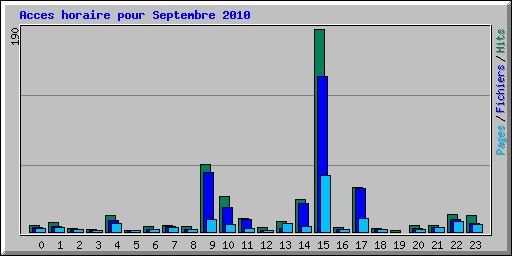 Acces horaire pour Septembre 2010
190
Pages / Fichiers / Hits
0 1 2 3 4 5 6 7 8 9 10 11 12 13 14 15 16 17 18 19 20 21 22 23